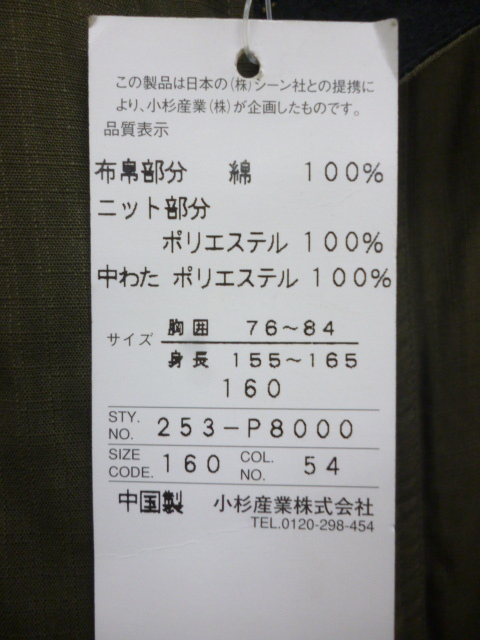 この製品は日本の(株)シーン社との提携に
より、小杉産業(株)が企画したものです。
品質表示
布帛部分 綿 100%
ニット部分
ポリエステル 100%
中わた ポリエステル 100%
サイズ 胸囲 76～84
身長 155～165
160
STY. NO. 253-P8000
SIZE CODE. 160 COL. NO. 54
中国製 小杉産業株式会社
TEL.0120-298-454